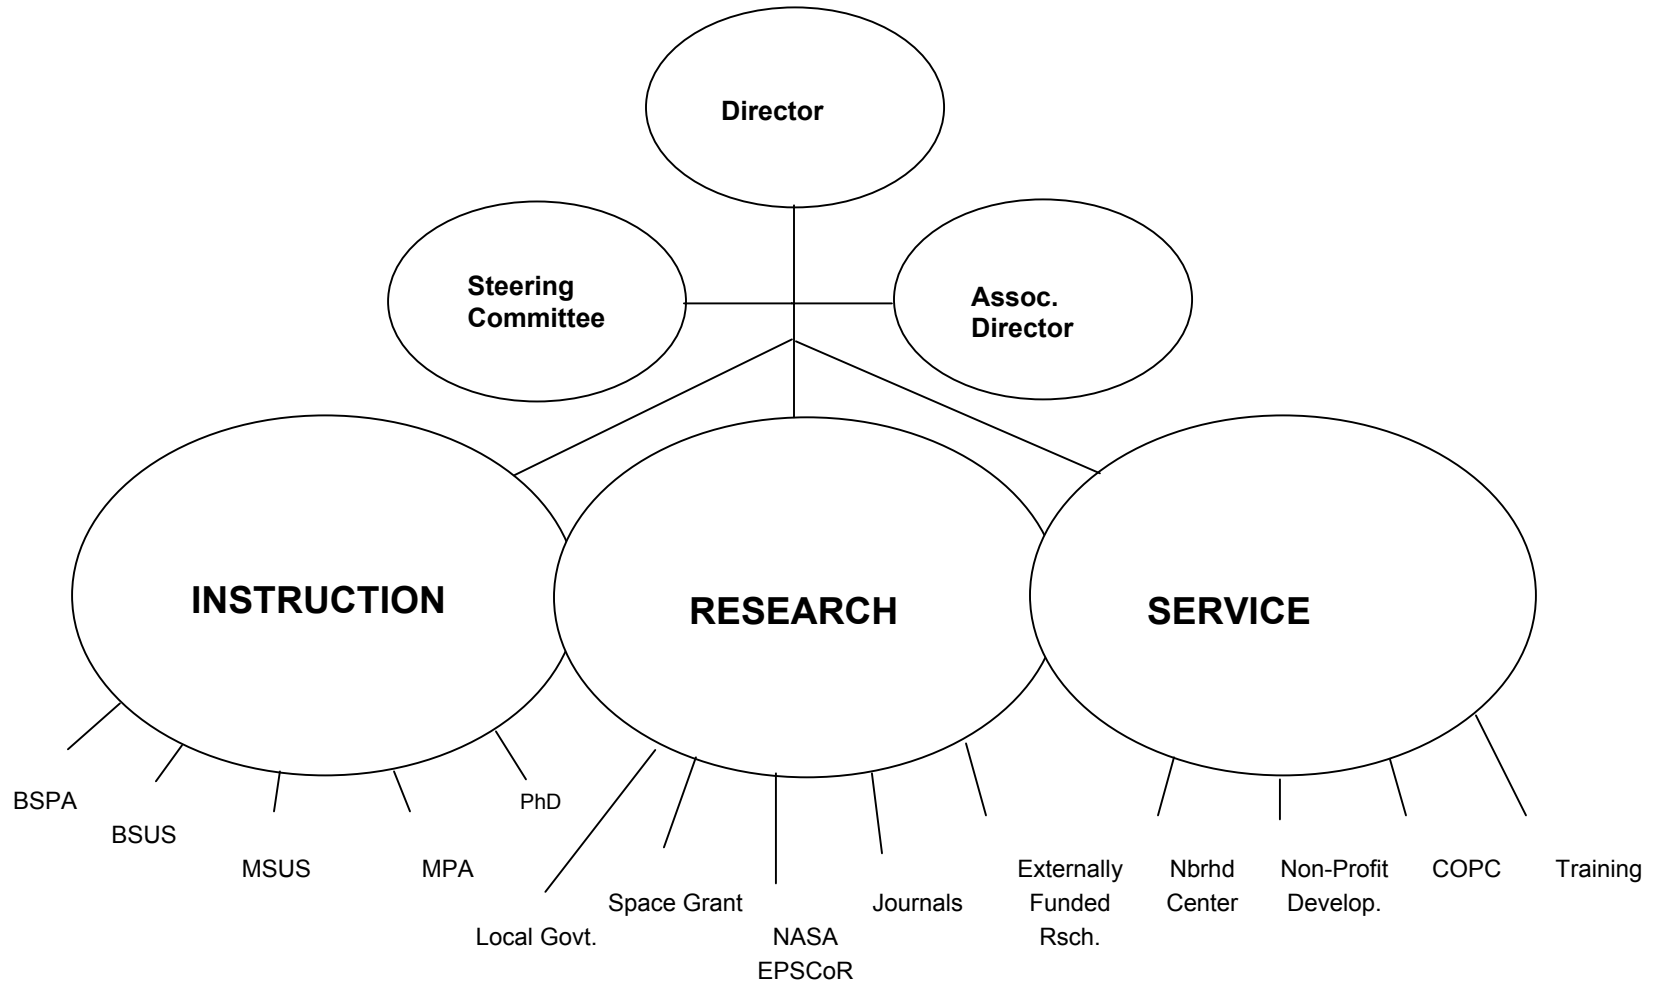 Director
Steering
Committee
Assoc.
Director
INSTRUCTION
RESEARCH
SERVICE
BSPA
BSUS
MSUS
MPA
PhD
Local Govt.
Space Grant
NASA
EPSCoR
Journals
Externally
Funded
Rsch.
Nbrhd
Center
Non-Profit
Develop.
COPC
Training